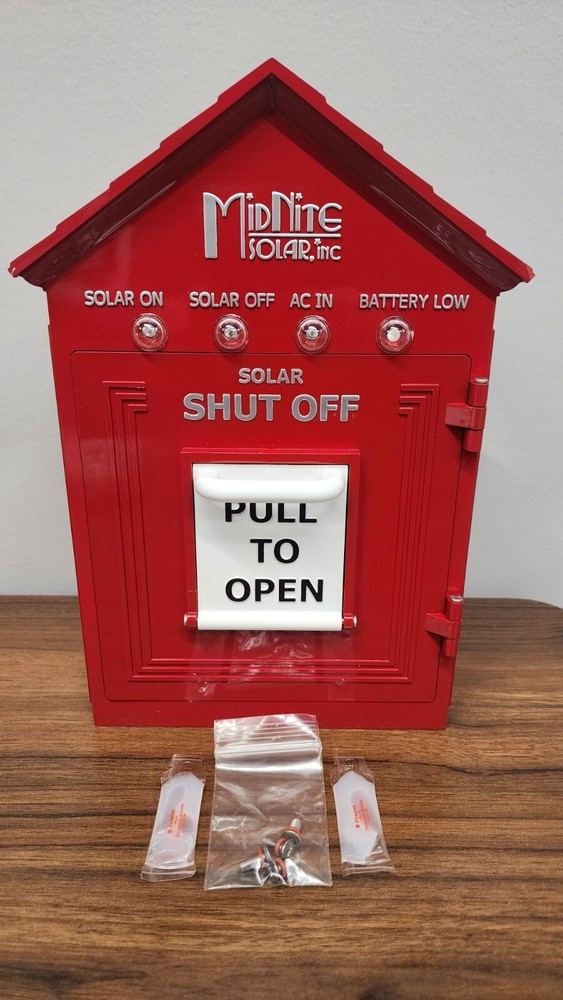 MIDNITE
SOLAR, INC
SOLAR ON SOLAR OFF AC IN BATTERY LOW
SOLAR
SHUT OFF
PULL
TO
OPEN